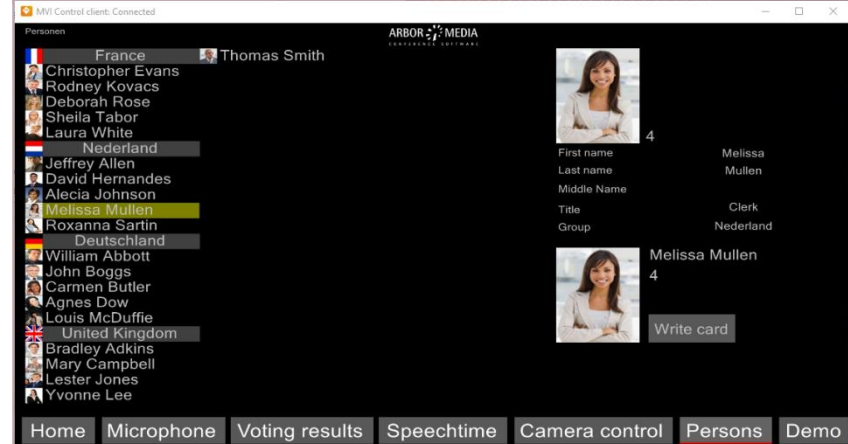 MVI Control client: Connected
Personen
ARBOR MEDIA
CONFERENCE SOFTWARE
France
Christopher Evans
Rodney Kovacs
Deborah Rose
Sheila Tabor
Laura White
Nederland
Jeffrey Allen
David Hernandes
Alecia Johnson
Melissa Mullen
Roxanna Sartin
Deutschland
William Abbott
John Boggs
Carmen Butler
Agnes Dow
Louis McDuffie
United Kingdom
Bradley Adkins
Mary Campbell
Lester Jones
Yvonne Lee
Thomas Smith
4
First name Melissa
Last name Mullen
Middle Name
Title Clerk
Group Nederland
Melissa Mullen
4
Write card
Home Microphone Voting results Speechtime Camera control Persons Demo